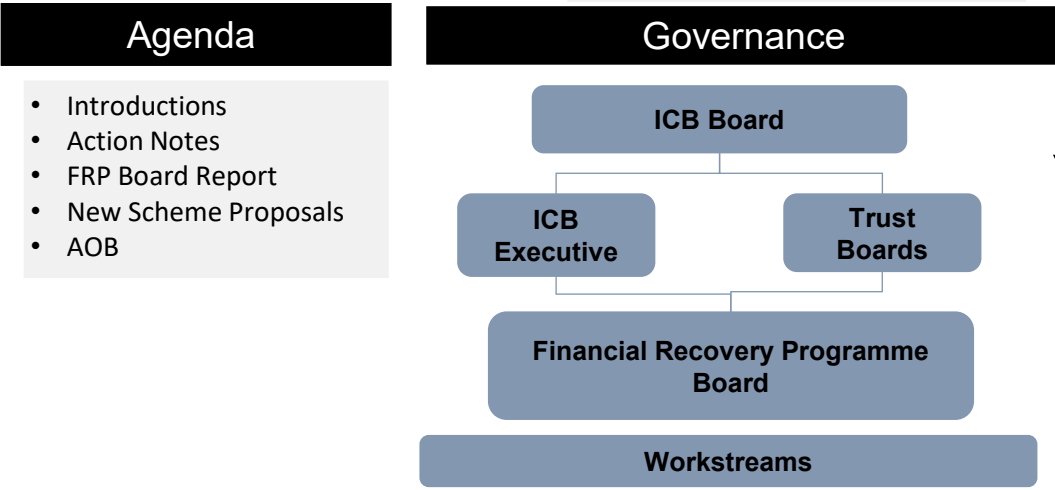 Agenda
• Introductions
• Action Notes
• FRP Board Report
• New Scheme Proposals
• AOB
Governance
ICB Board
ICB
Executive
Trust
Boards
Financial Recovery Programme
Board
Workstreams